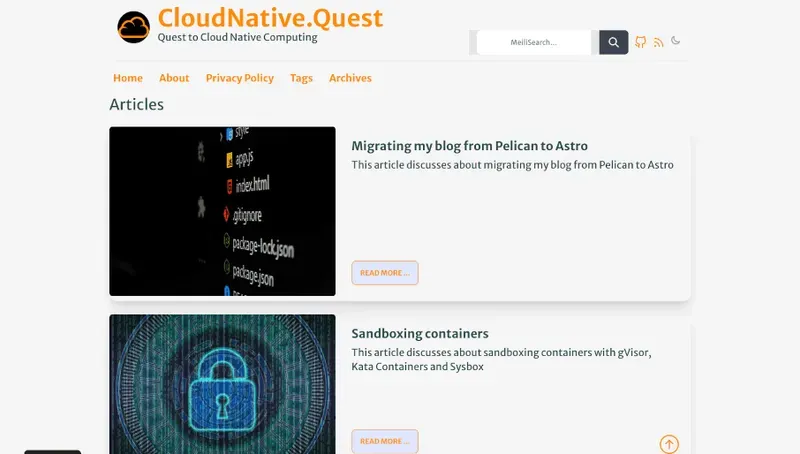 CloudNative.Quest
Quest to Cloud Native Computing
MeiliSearch...
Home About Privacy Policy Tags Archives
Articles
style
app.js
index.html
.gitignore
package-lock.json
package.json
Migrating my blog from Pelican to Astro
This article discusses about migrating my blog from Pelican to Astro
READ MORE...
Sandboxing containers
This article discusses about sandboxing containers with gVisor,
Kata Containers and Sysbox
READ MORE...